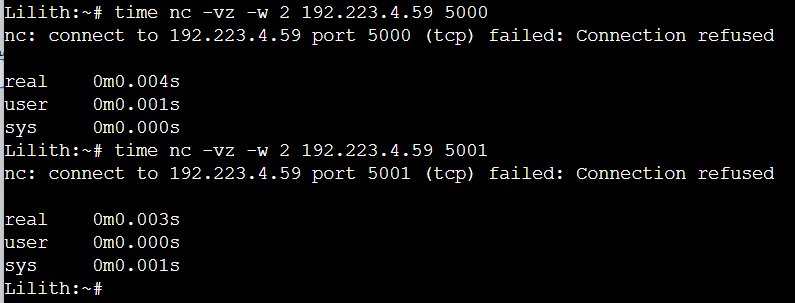 Lilith:~# time nc -vz -w 2 192.223.4.59 5000
nc: connect to 192.223.4.59 port 5000 (tcp) failed: Connection refused

real    0m0.004s
user    0m0.001s
sys     0m0.000s
Lilith:~# time nc -vz -w 2 192.223.4.59 5001
nc: connect to 192.223.4.59 port 5001 (tcp) failed: Connection refused

real    0m0.003s
user    0m0.000s
sys     0m0.001s
Lilith:~#